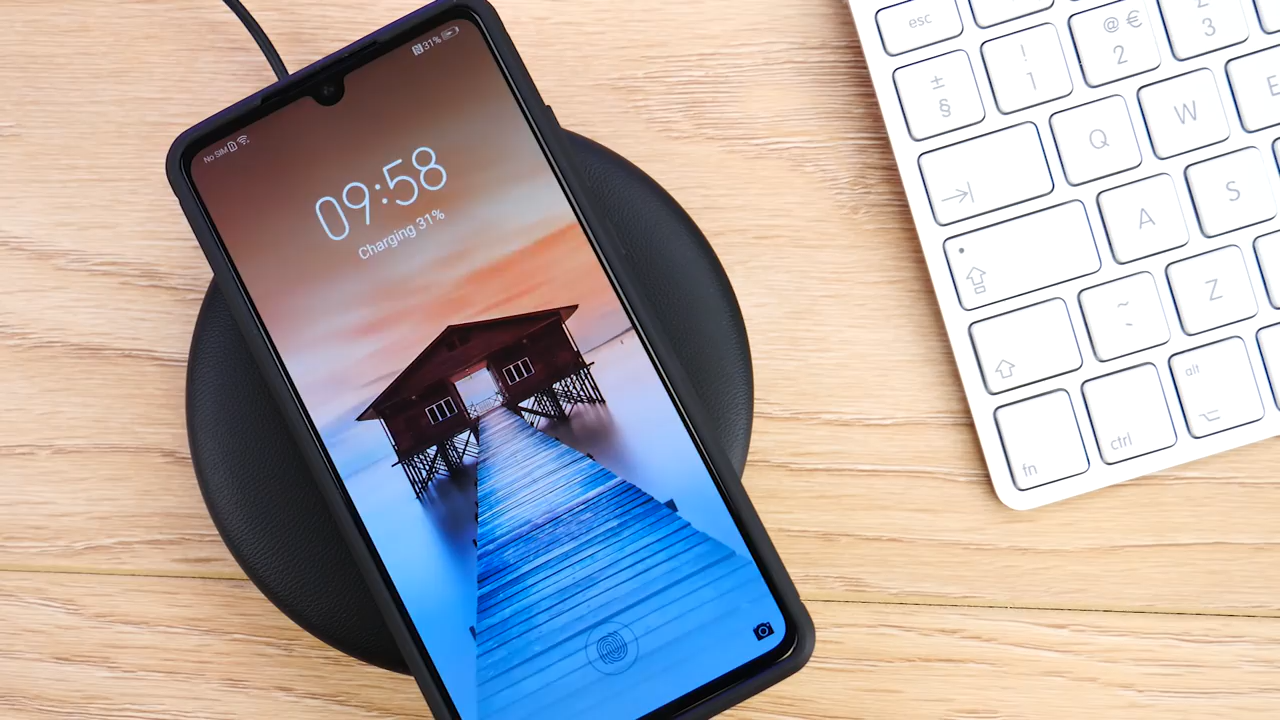 31%
No SIM
09:58
Charging 31%
esc
! 1
@ € 2
3
± §
Q
W
E
A
S
~
Z
fn
ctrl
alt